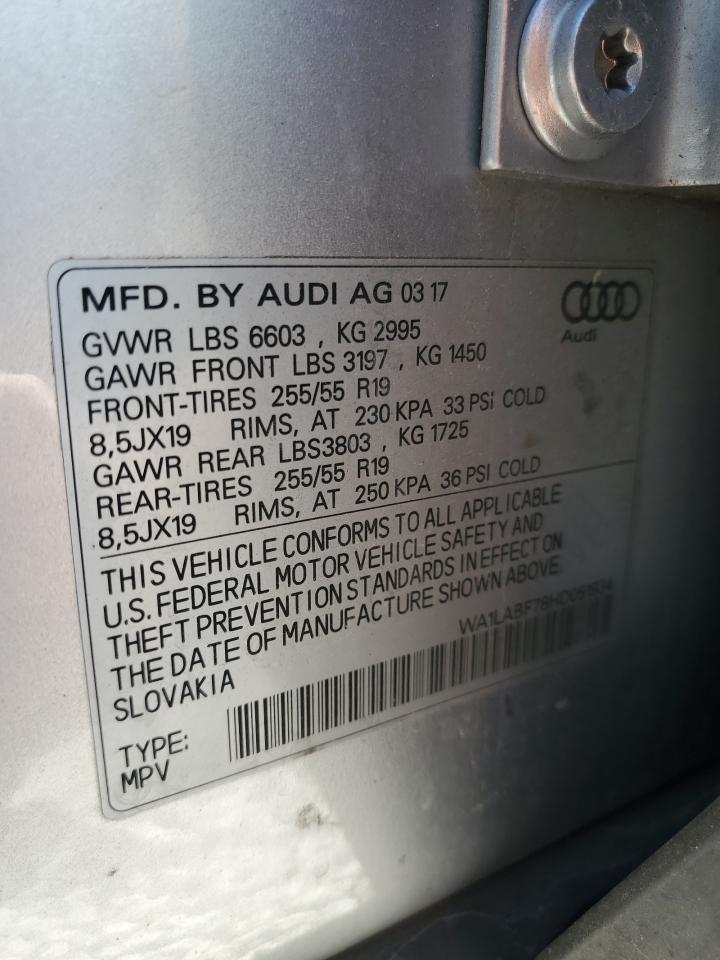 MFD. BY AUDI AG 03 17
Audi
GVWR LBS 6603 , KG 2995
GAWR FRONT LBS 3197 , KG 1450
FRONT-TIRES 255/55 R19
8,5JX19 RIMS, AT 230 KPA 33 PSI COLD
GAWR REAR LBS3803 , KG 1725
REAR-TIRES 255/55 R19
8,5JX19 RIMS, AT 250 KPA 36 PSI COLD
THIS VEHICLE CONFORMS TO ALL APPLICABLE
U.S. FEDERAL MOTOR VEHICLE SAFETY AND
THEFT PREVENTION STANDARDS IN EFFECT ON
THE DATE OF MANUFACTURE SHOWN ABOVE.
SLOVAKIA
TYPE:
MPV